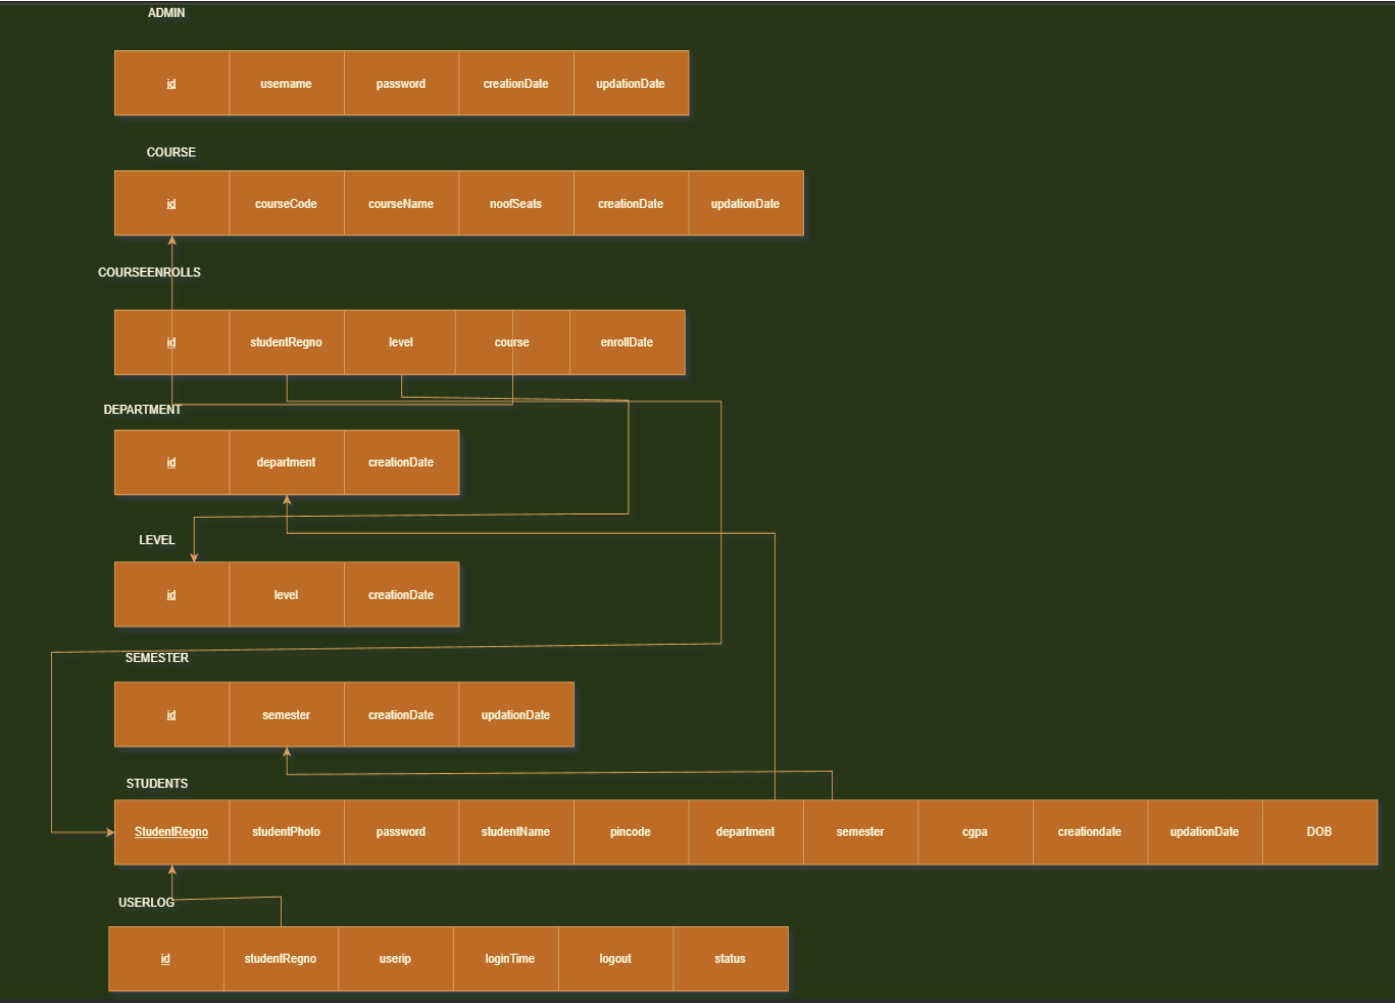 ADMIN
id username password creationDate updationDate
COURSE
id courseCode courseName noofSeats creationDate updationDate
COURSEENROLLS
id studentRegno level course enrollDate
DEPARTMENT
id department creationDate
LEVEL
id level creationDate
SEMESTER
id semester creationDate updationDate
STUDENTS
StudentRegno studentPhoto password studentName pincode department semester cgpa creationdate updationDate DOB
USERLOG
id studentRegno userip loginTime logout status